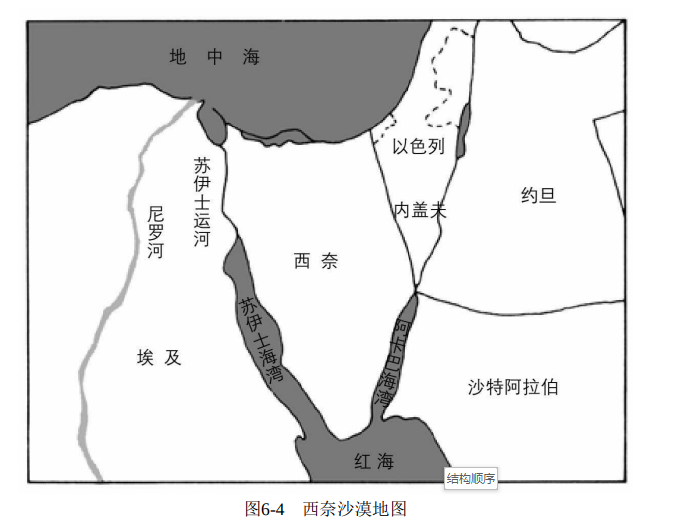 地中海
以色列
苏伊士运河
内盖夫
约旦
尼罗河
西奈
苏伊士海湾
阿卡巴海湾
埃及
沙特阿拉伯
红海
结构顺序
图6-4 西奈沙漠地图